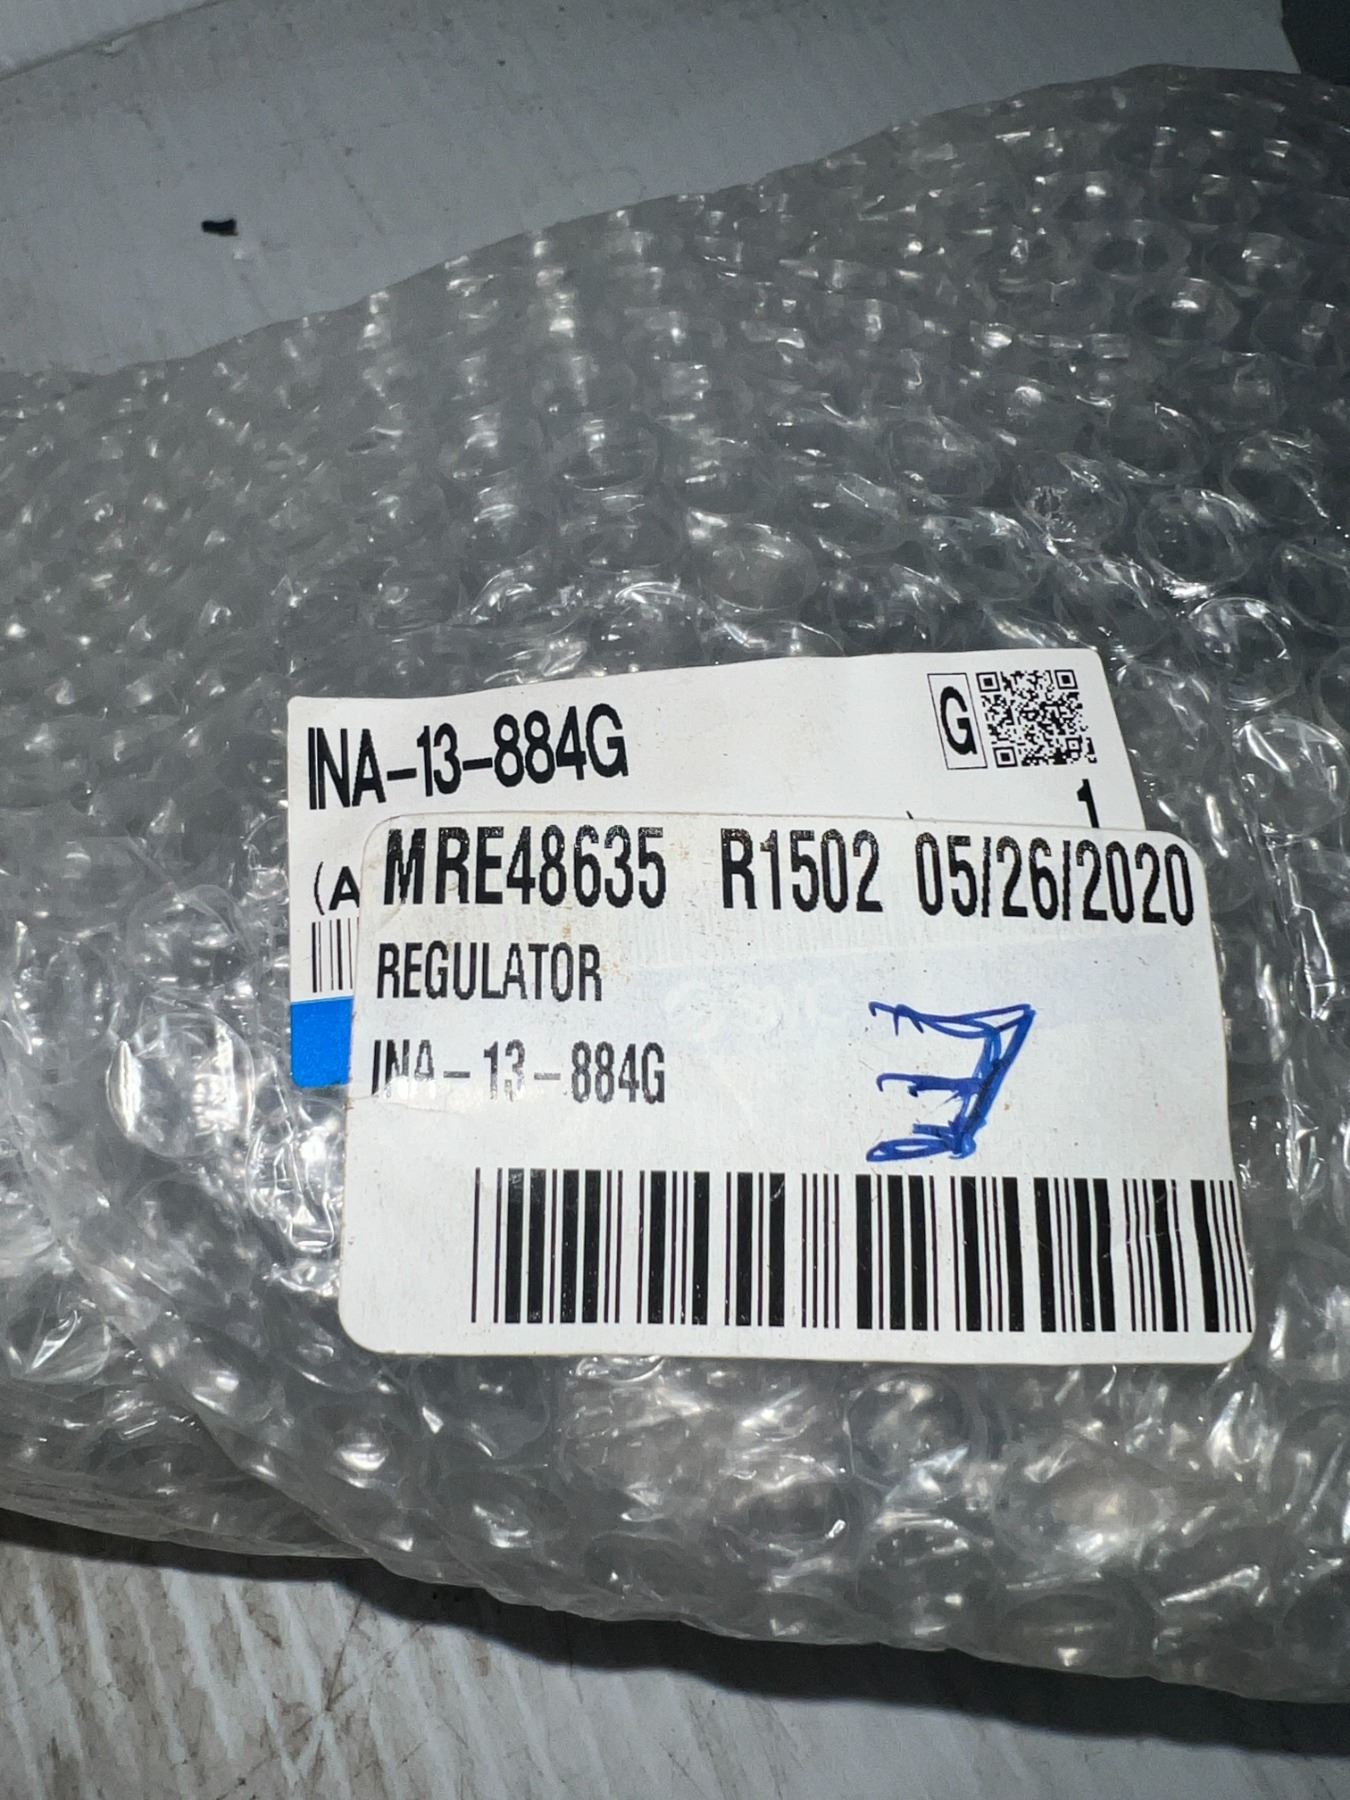 INA-13-884G G
1
(A
MRE48635 R1502 05/26/2020
REGULATOR
INA-13-884G